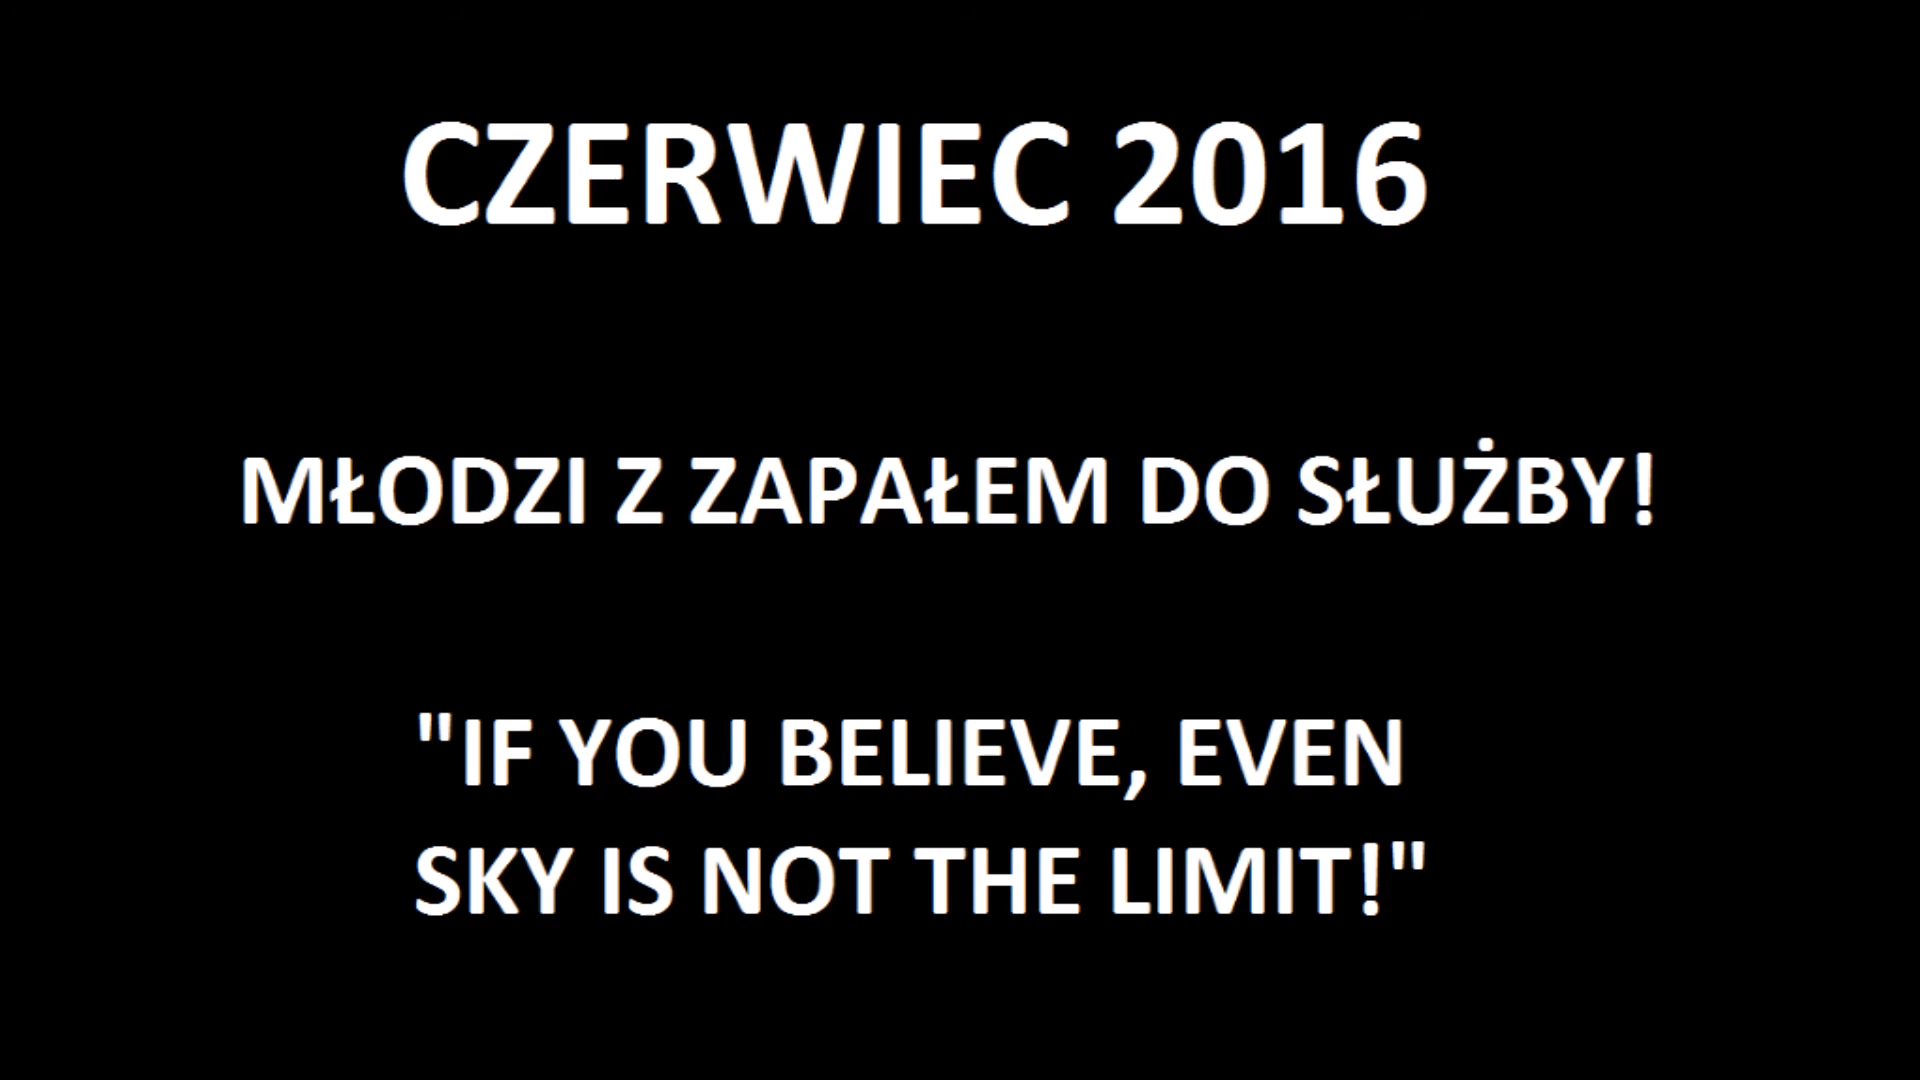 CZERWIEC 2016
MŁODZI Z ZAPAŁEM DO SŁUŻBY!
"IF YOU BELIEVE, EVEN
SKY IS NOT THE LIMIT!"